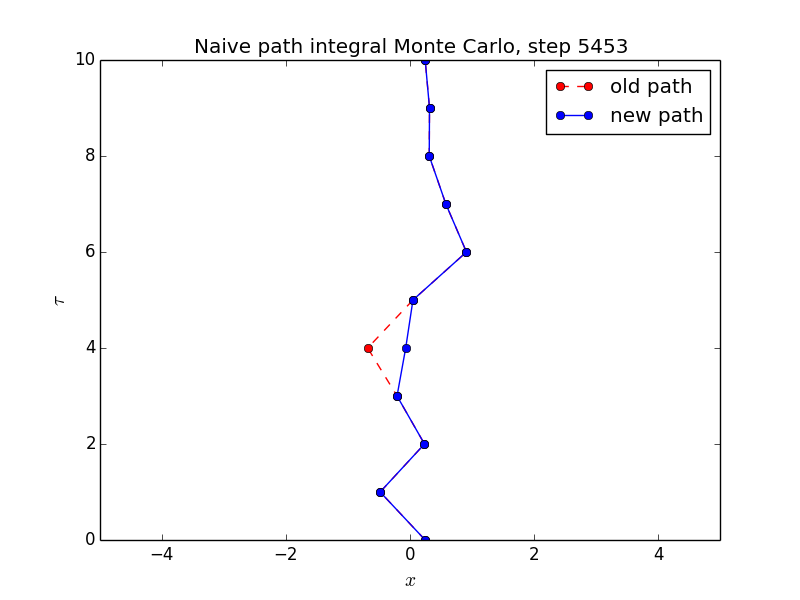 Naive path integral Monte Carlo, step 5453
old path
new path
10
8
6
4
2
0
τ
−4 −2 0 2 4
x